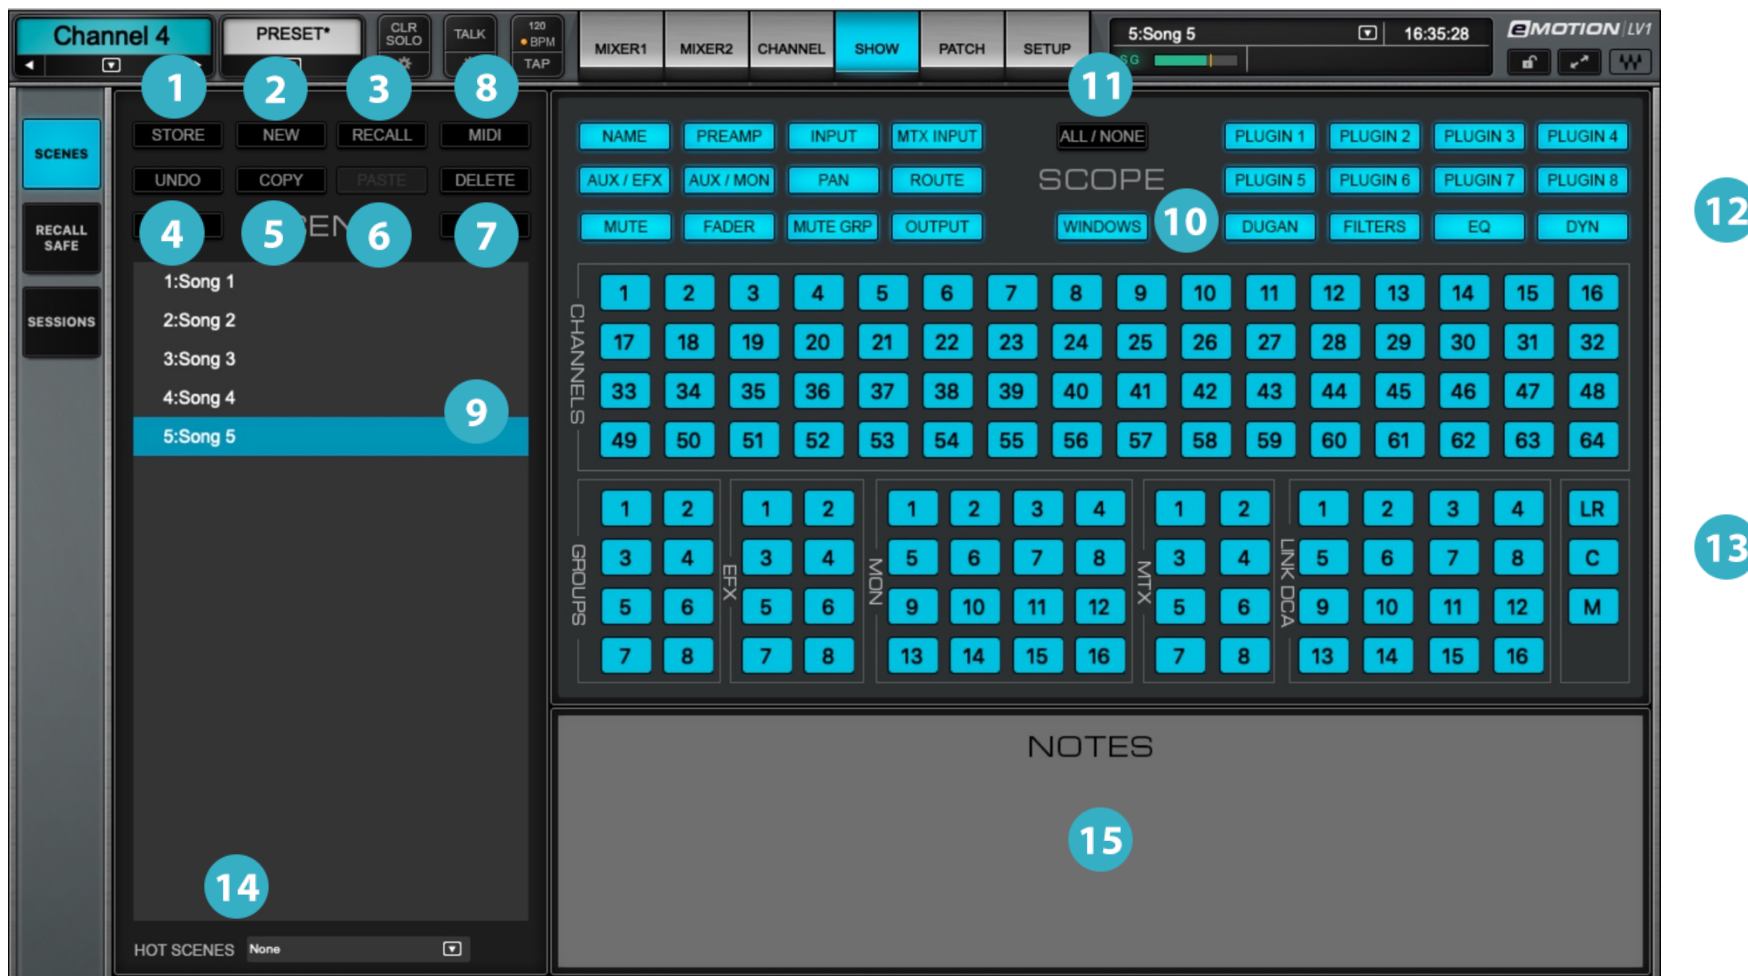 Channel 4
PRESET*
CLR
SOLO
TALK
120
BPM
TAP
MIXER1
MIXER2
CHANNEL
SHOW
PATCH
SETUP
5:Song 5
16:35:28
SG
eMOTION LV1
1
2
3
8
11
SCENES
RECALL
SAFE
SESSIONS
STORE
NEW
RECALL
MIDI
UNDO
COPY
PASTE
DELETE
4
5
6
7
1:Song 1
2:Song 2
3:Song 3
4:Song 4
5:Song 5
9
14
HOT SCENES
None
NAME PREAMP INPUT MTX INPUT ALL / NONE PLUGIN 1 PLUGIN 2 PLUGIN 3 PLUGIN 4
AUX / EFX AUX / MON PAN ROUTE SCOPE PLUGIN 5 PLUGIN 6 PLUGIN 7 PLUGIN 8
MUTE FADER MUTE GRP OUTPUT WINDOWS 10 DUGAN FILTERS EQ DYN
12
CHANNELS
1 2 3 4 5 6 7 8 9 10 11 12 13 14 15 16
17 18 19 20 21 22 23 24 25 26 27 28 29 30 31 32
33 34 35 36 37 38 39 40 41 42 43 44 45 46 47 48
49 50 51 52 53 54 55 56 57 58 59 60 61 62 63 64
GROUPS
1 2
3 4
5 6
7 8
EFX
1 2
3 4
5 6
7 8
MON
1 2 3 4
5 6 7 8
9 10 11 12
13 14 15 16
MTX
1 2
3 4
5 6
7 8
LINK DCA
1 2 3 4
5 6 7 8
9 10 11 12
13 14 15 16
LR
C
M
13
NOTES
15